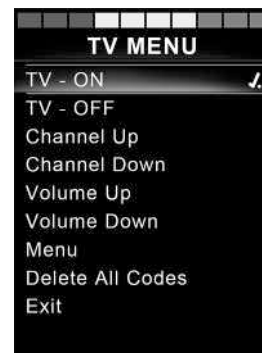 TV MENU
TV - ON
TV - OFF
Channel Up
Channel Down
Volume Up
Volume Down
Menu
Delete All Codes
Exit